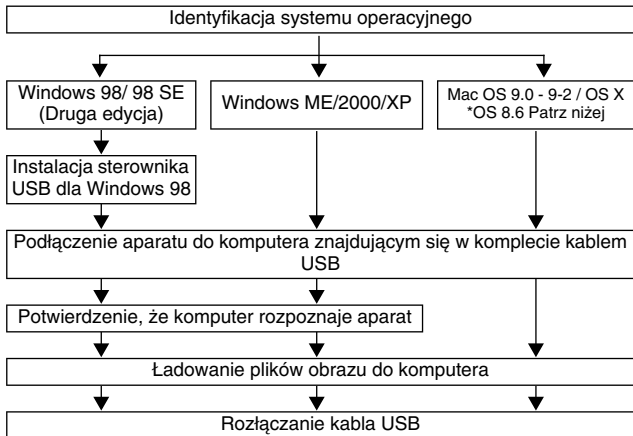 Identyfikacja systemu operacyjnego
Windows 98/ 98 SE
(Druga edycja)
Windows ME/2000/XP
Mac OS 9.0 - 9-2 / OS X
*OS 8.6 Patrz niżej
Instalacja sterownika
USB dla Windows 98
Podłączenie aparatu do komputera znajdującym się w komplecie kablem
USB
Potwierdzenie, że komputer rozpoznaje aparat
Ładowanie plików obrazu do komputera
Rozłączanie kabla USB